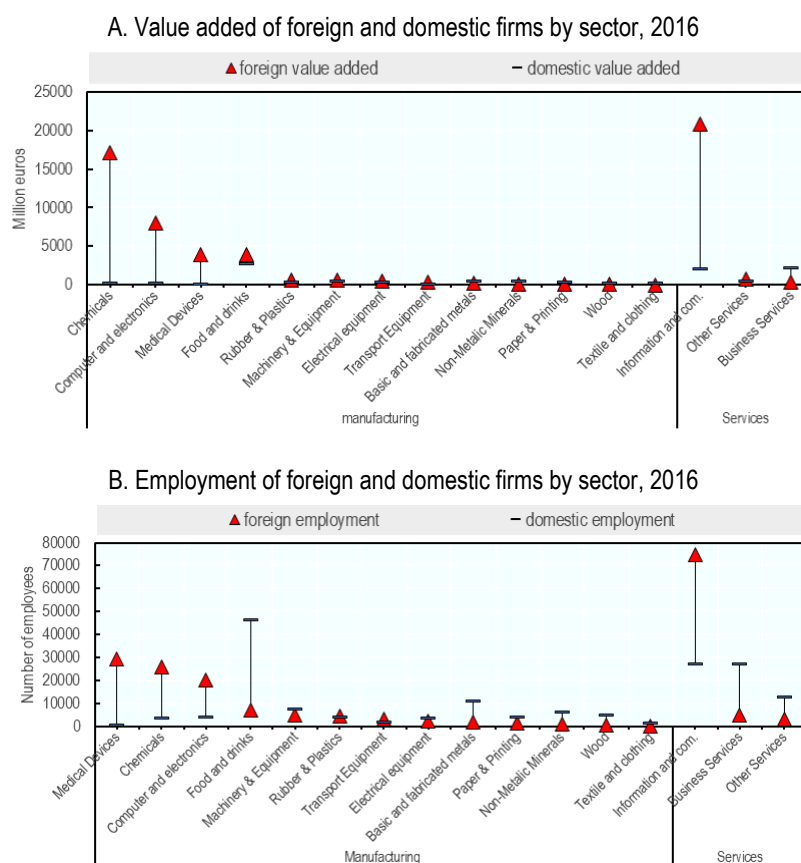 A. Value added of foreign and domestic firms by sector, 2016
foreign value added
domestic value added
Million euros
25000
20000
15000
10000
5000
0
Chemicals
Computer and electronics
Medical Devices
Food and drinks
Rubber & Plastics
Machinery & Equipment
Electrical equipment
Transport Equipment
Basic and fabricated metals
Non-Metalic Minerals
Paper & Printing
Wood
Textile and clothing
Information and com.
Other Services
Business Services
manufacturing
Services
B. Employment of foreign and domestic firms by sector, 2016
foreign employment
domestic employment
Number of employees
80000
70000
60000
50000
40000
30000
20000
10000
0
Medical Devices
Chemicals
Computer and electronics
Food and drinks
Machinery & Equipment
Rubber & Plastics
Transport Equipment
Electrical equipment
Basic and fabricated metals
Paper & Printing
Non-Metalic Minerals
Wood
Textile and clothing
Information and com.
Business Services
Other Services
Manufacturing
Services